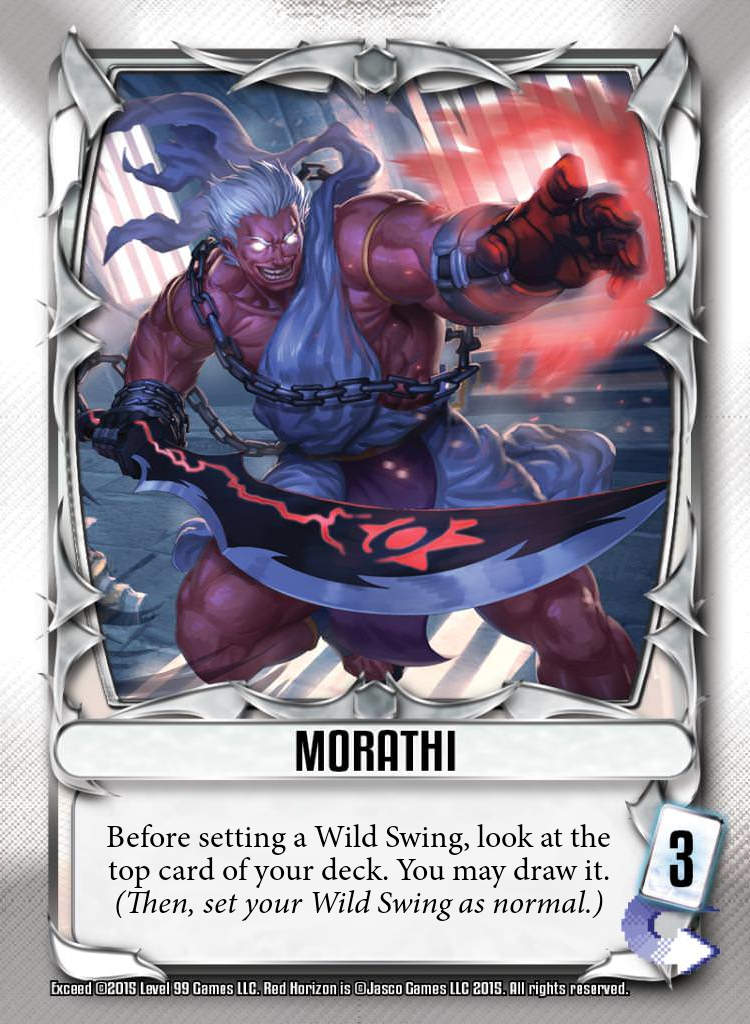 MORATHI
Before setting a Wild Swing, look at the
top card of your deck. You may draw it.
(Then, set your Wild Swing as normal.)
3
Exceed ©2015 Level 99 Games LLC. Red Horizon is ©Jasco Games LLC 2015. All rights reserved.